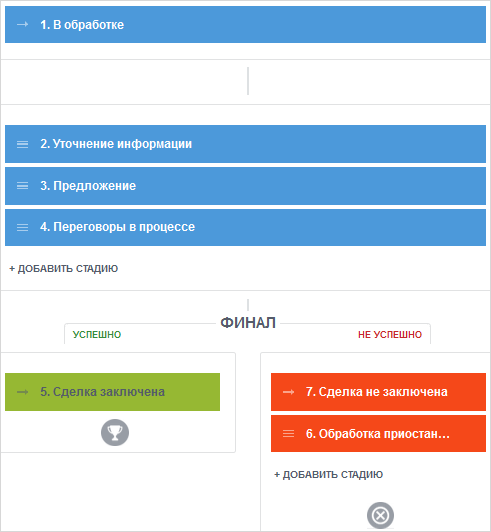 1. В обработке
2. Уточнение информации
3. Предложение
4. Переговоры в процессе
+ ДОБАВИТЬ СТАДИЮ
ФИНАЛ
УСПЕШНО
НЕ УСПЕШНО
5. Сделка заключена
7. Сделка не заключена
6. Обработка приостан...
+ ДОБАВИТЬ СТАДИЮ